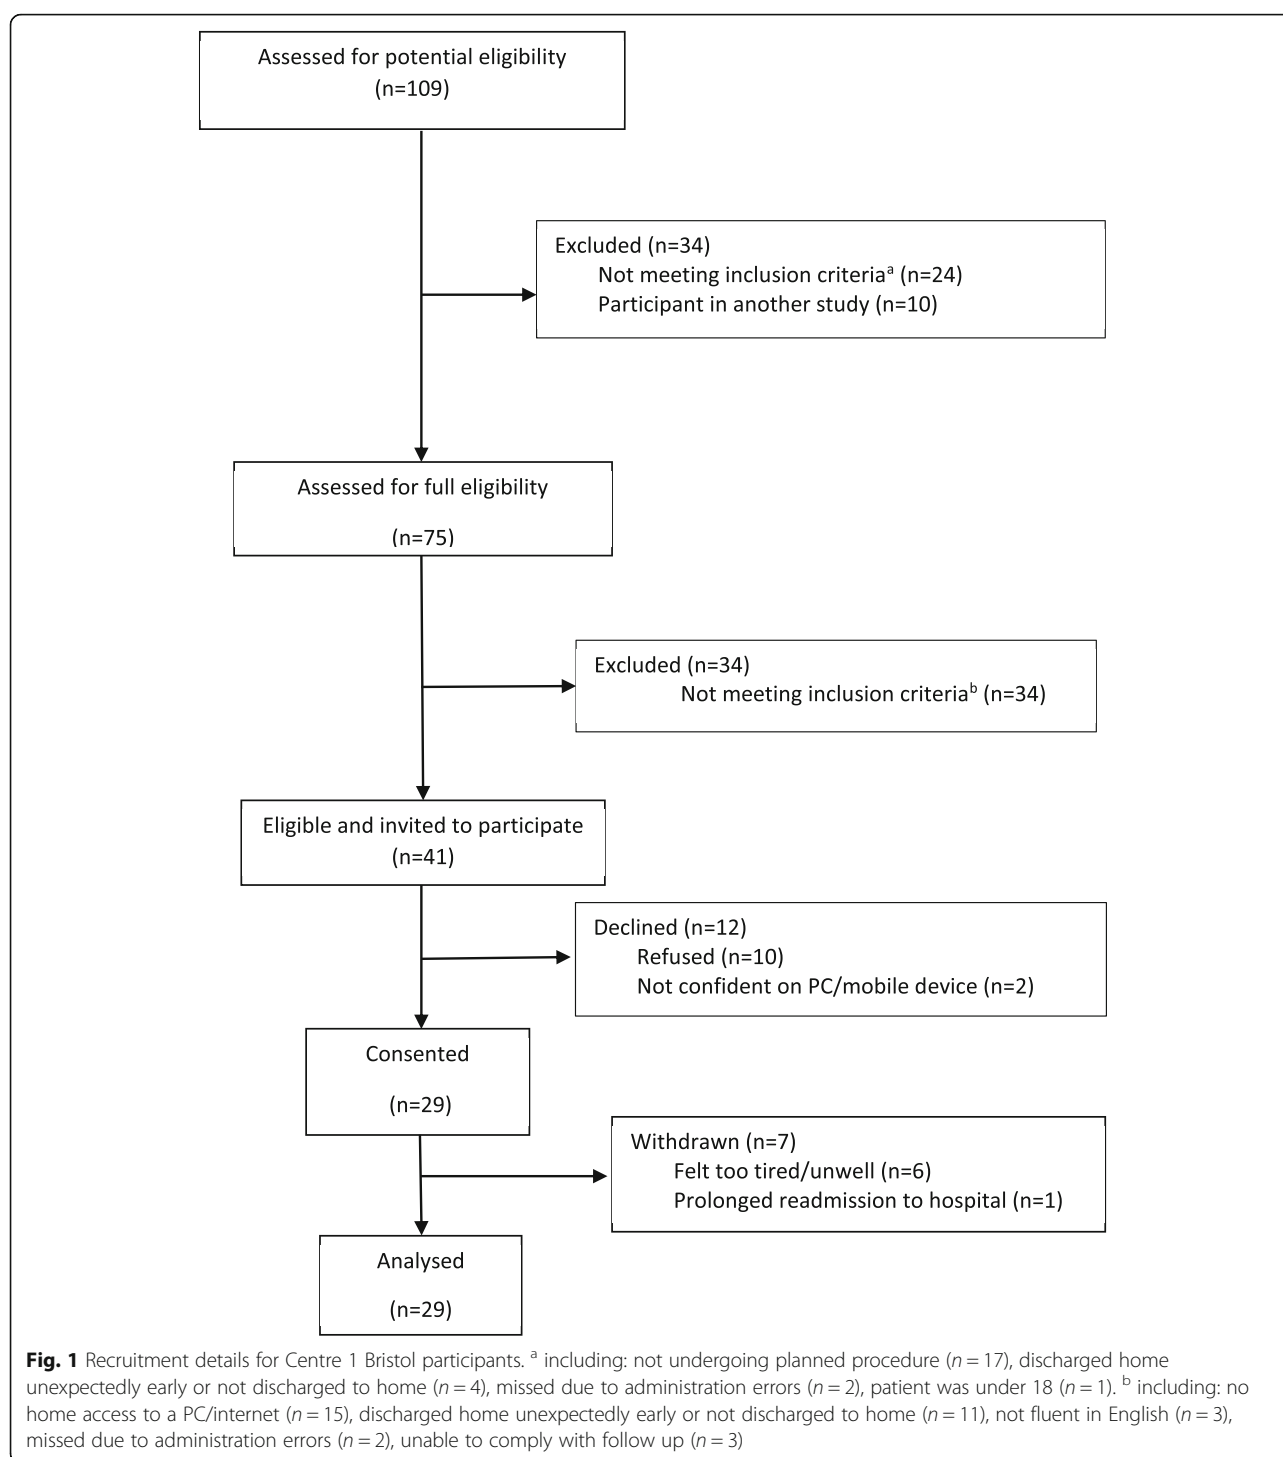 Assessed for potential eligibility
(n=109)
Excluded (n=34)
Not meeting inclusion criteriaᵃ (n=24)
Participant in another study (n=10)
Assessed for full eligibility
(n=75)
Excluded (n=34)
Not meeting inclusion criteriaᵇ (n=34)
Eligible and invited to participate
(n=41)
Declined (n=12)
Refused (n=10)
Not confident on PC/mobile device (n=2)
Consented
(n=29)
Withdrawn (n=7)
Felt too tired/unwell (n=6)
Prolonged readmission to hospital (n=1)
Analysed
(n=29)
Fig. 1 Recruitment details for Centre 1 Bristol participants. ᵃ including: not undergoing planned procedure (n = 17), discharged home
unexpectedly early or not discharged to home (n = 4), missed due to administration errors (n = 2), patient was under 18 (n = 1). ᵇ including: no
home access to a PC/internet (n = 15), discharged home unexpectedly early or not discharged to home (n = 11), not fluent in English (n = 3),
missed due to administration errors (n = 2), unable to comply with follow up (n = 3)